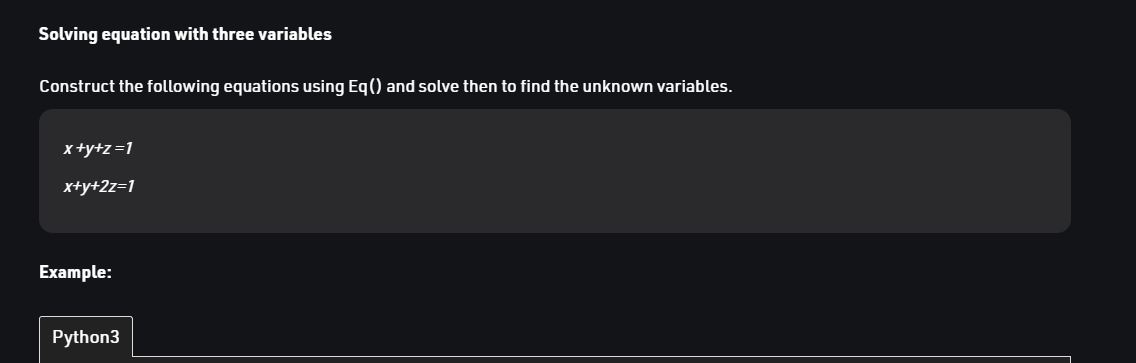 Solving equation with three variables
Construct the following equations using Eq() and solve then to find the unknown variables.
x +y+z =1
x+y+2z=1
Example:
Python3